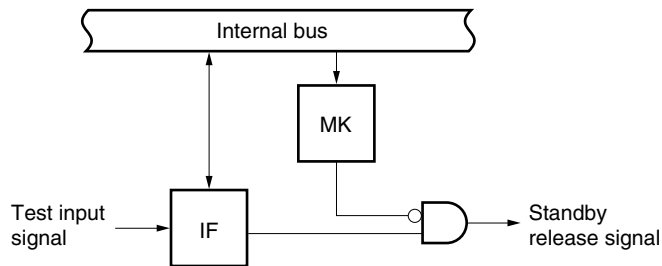 Internal bus
MK
Test input
signal
IF
Standby
release signal